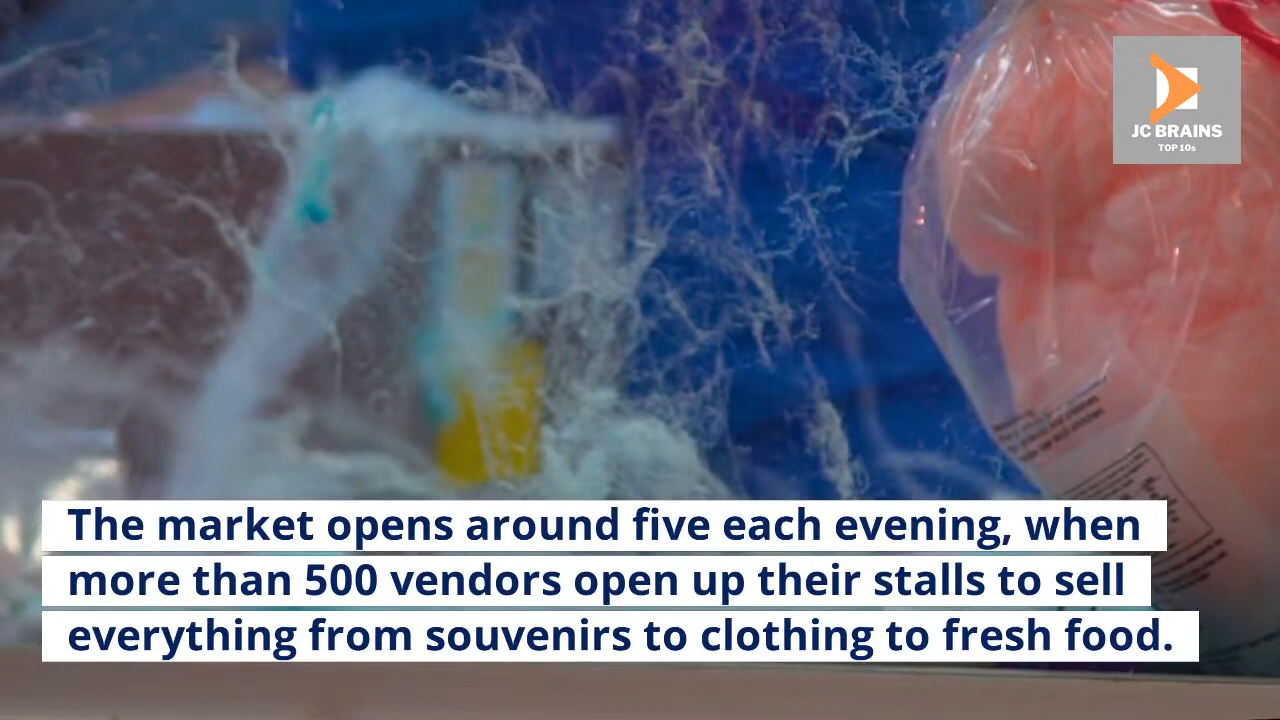 JC BRAINS
TOP 10s
The market opens around five each evening, when
more than 500 vendors open up their stalls to sell
everything from souvenirs to clothing to fresh food.